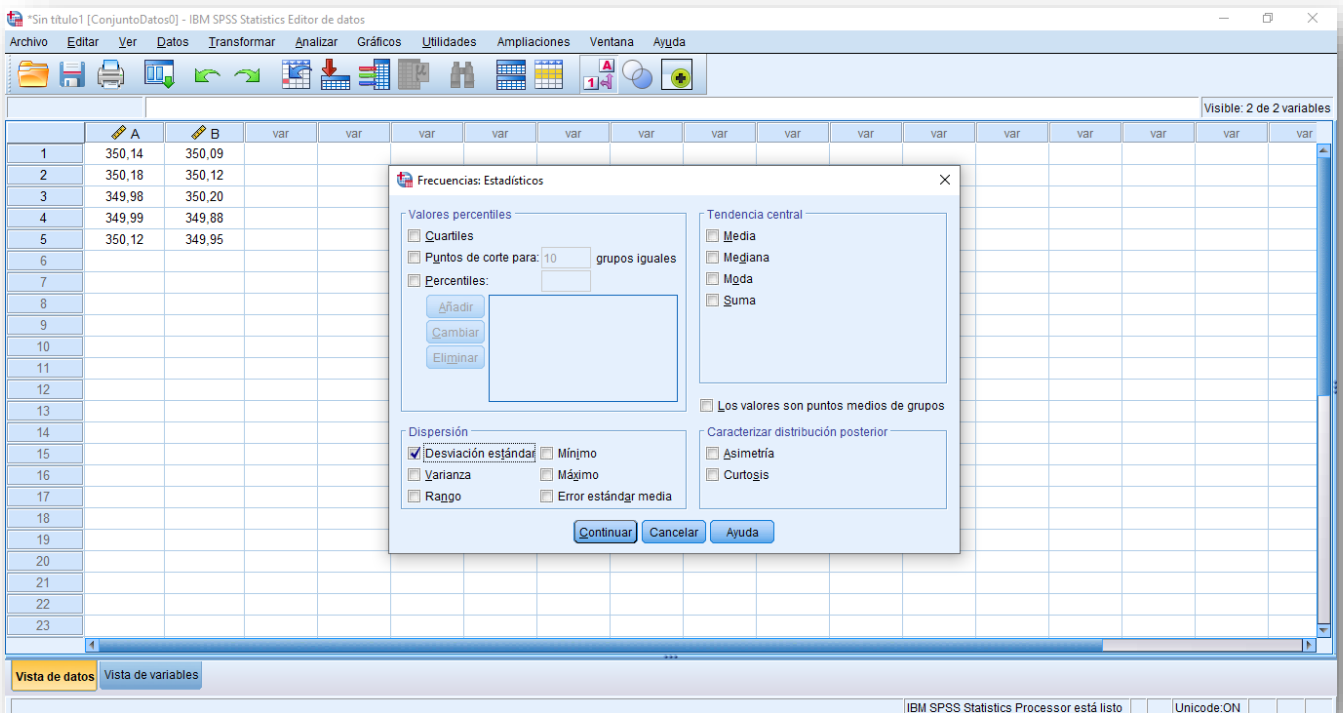 *Sin título1 [ConjuntoDatos0] - IBM SPSS Statistics Editor de datos
Archivo Editar Ver Datos Transformar Analizar Gráficos Utilidades Ampliaciones Ventana Ayuda
Visible: 2 de 2 variables
A B var var var var var var var var var var var var var var var
1 350,14 350,09
2 350,18 350,12
3 349,98 350,20
4 349,99 349,88
5 350,12 349,95
6
7
8
9
10
11
12
13
14
15
16
17
18
19
20
21
22
23
Frecuencias: Estadísticos
Valores percentiles
Cuartiles
Puntos de corte para: 10 grupos iguales
Percentiles:
Añadir
Cambiar
Eliminar
Tendencia central
Media
Mediana
Moda
Suma
Los valores son puntos medios de grupos
Dispersión
Desviación estándar Mínimo
Varianza Máximo
Rango Error estándar media
Caracterizar distribución posterior
Asimetría
Curtosis
Continuar Cancelar Ayuda
Vista de datos Vista de variables
IBM SPSS Statistics Processor está listo Unicode:ON